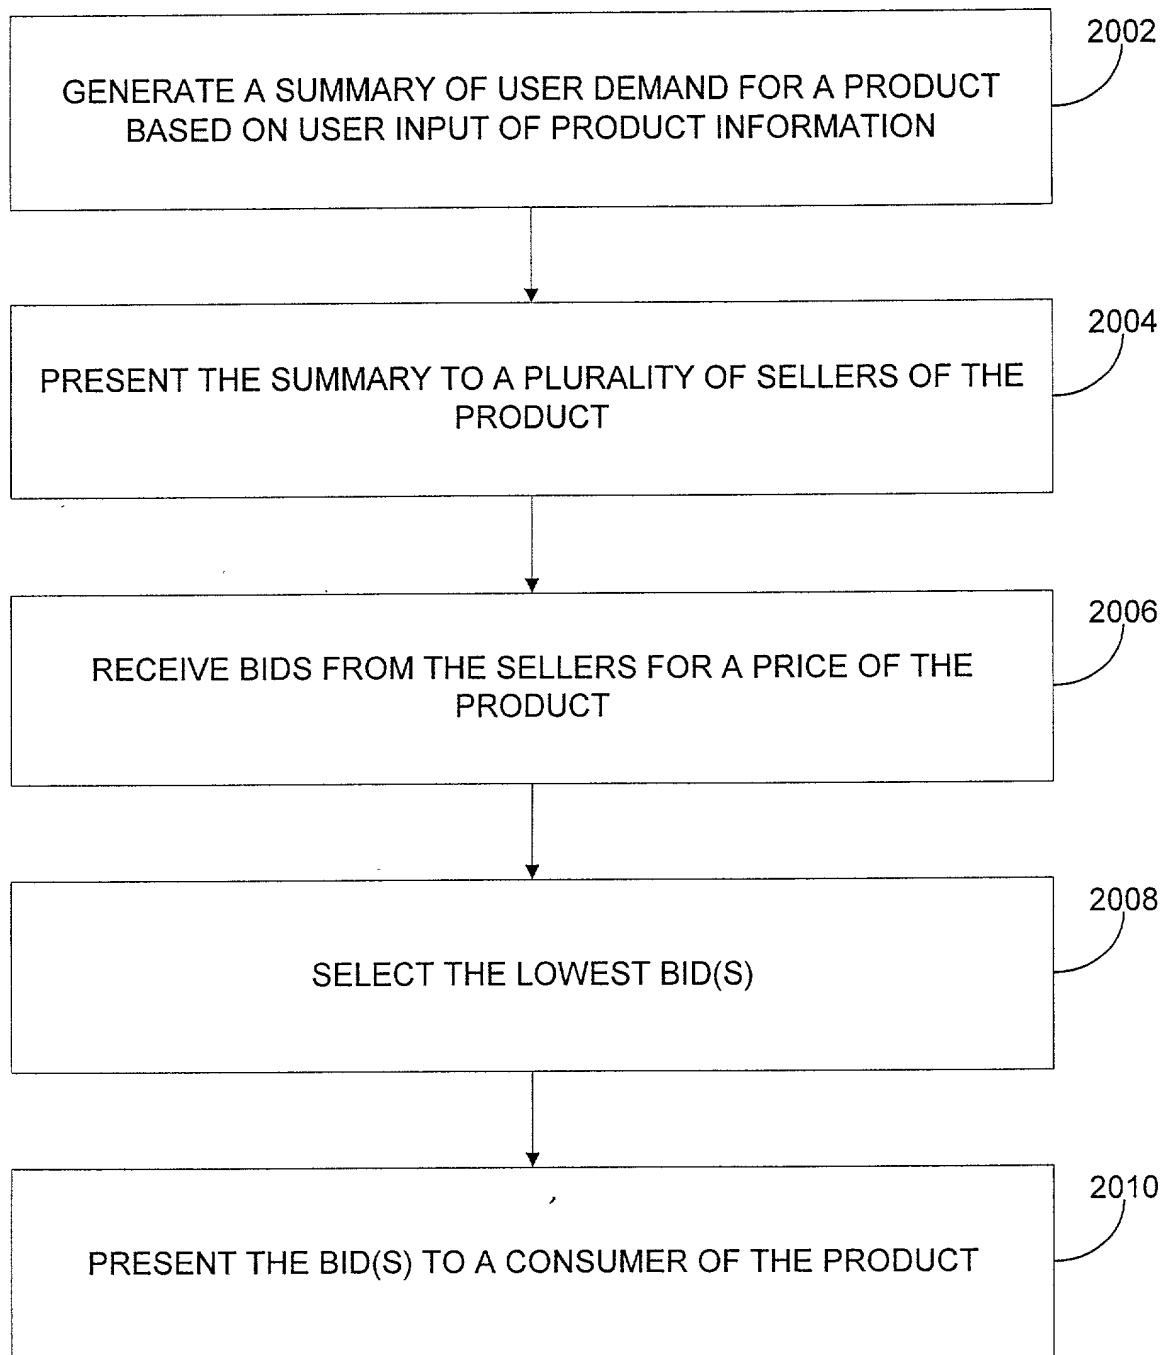 2002
GENERATE A SUMMARY OF USER DEMAND FOR A PRODUCT
BASED ON USER INPUT OF PRODUCT INFORMATION
2004
PRESENT THE SUMMARY TO A PLURALITY OF SELLERS OF THE
PRODUCT
2006
RECEIVE BIDS FROM THE SELLERS FOR A PRICE OF THE
PRODUCT
2008
SELECT THE LOWEST BID(S)
2010
PRESENT THE BID(S) TO A CONSUMER OF THE PRODUCT